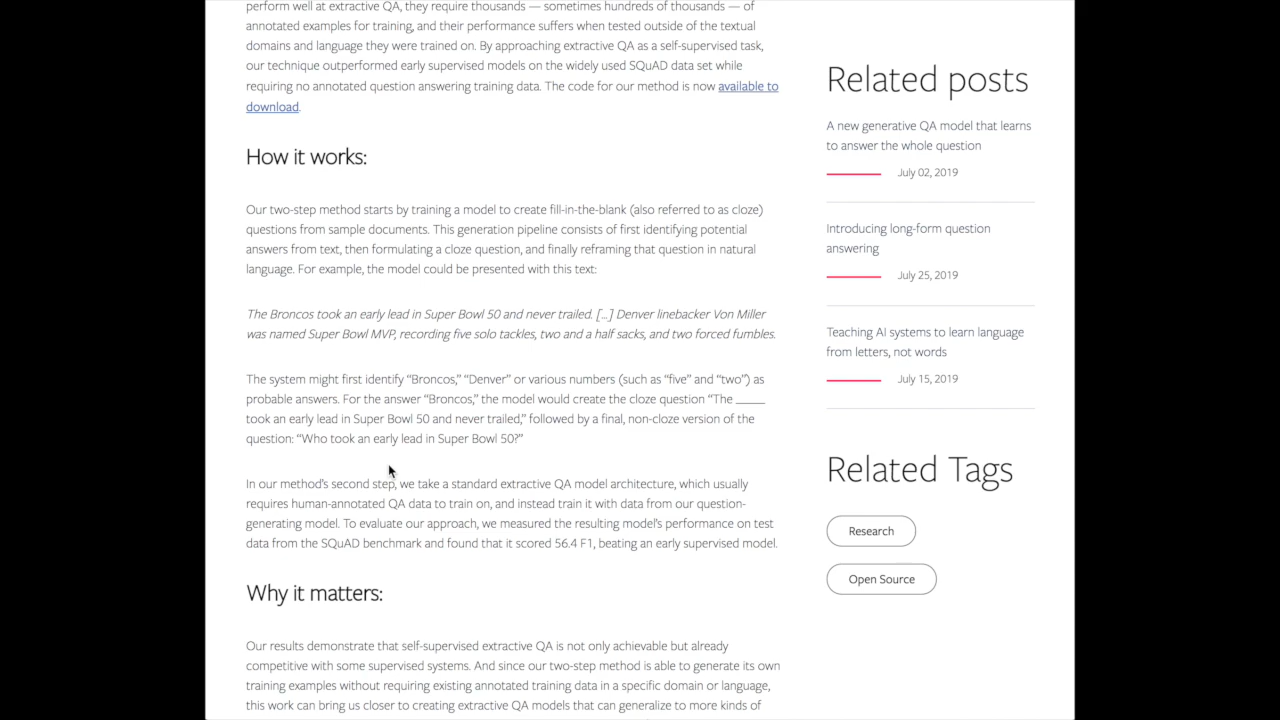 perform well at extractive QA, they require thousands — sometimes hundreds of thousands — of
annotated examples for training, and their performance suffers when tested outside of the textual
domains and language they were trained on. By approaching extractive QA as a self-supervised task,
our technique outperformed early supervised models on the widely used SQuAD data set while
requiring no annotated question answering training data. The code for our method is now available to
download.
How it works:
Our two-step method starts by training a model to create fill-in-the-blank (also referred to as cloze)
questions from sample documents. This generation pipeline consists of first identifying potential
answers from text, then formulating a cloze question, and finally reframing that question in natural
language. For example, the model could be presented with this text:
The Broncos took an early lead in Super Bowl 50 and never trailed. [...] Denver linebacker Von Miller
was named Super Bowl MVP, recording five solo tackles, two and a half sacks, and two forced fumbles.
The system might first identify “Broncos,” “Denver” or various numbers (such as “five” and “two”) as
probable answers. For the answer “Broncos,” the model would create the cloze question “The _____
took an early lead in Super Bowl 50 and never trailed,” followed by a final, non-cloze version of the
question: “Who took an early lead in Super Bowl 50?”
In our method’s second step, we take a standard extractive QA model architecture, which usually
requires human-annotated QA data to train on, and instead train it with data from our question-
generating model. To evaluate our approach, we measured the resulting model’s performance on test
data from the SQuAD benchmark and found that it scored 56.4 F1, beating an early supervised model.
Why it matters:
Our results demonstrate that self-supervised extractive QA is not only achievable but already
competitive with some supervised systems. And since our two-step method is able to generate its own
training examples without requiring existing annotated training data in a specific domain or language,
this work can bring us closer to creating extractive QA models that can generalize to more kinds of
Related posts
A new generative QA model that learns
to answer the whole question
July 02, 2019
Introducing long-form question
answering
July 25, 2019
Teaching AI systems to learn language
from letters, not words
July 15, 2019
Related Tags
Research
Open Source